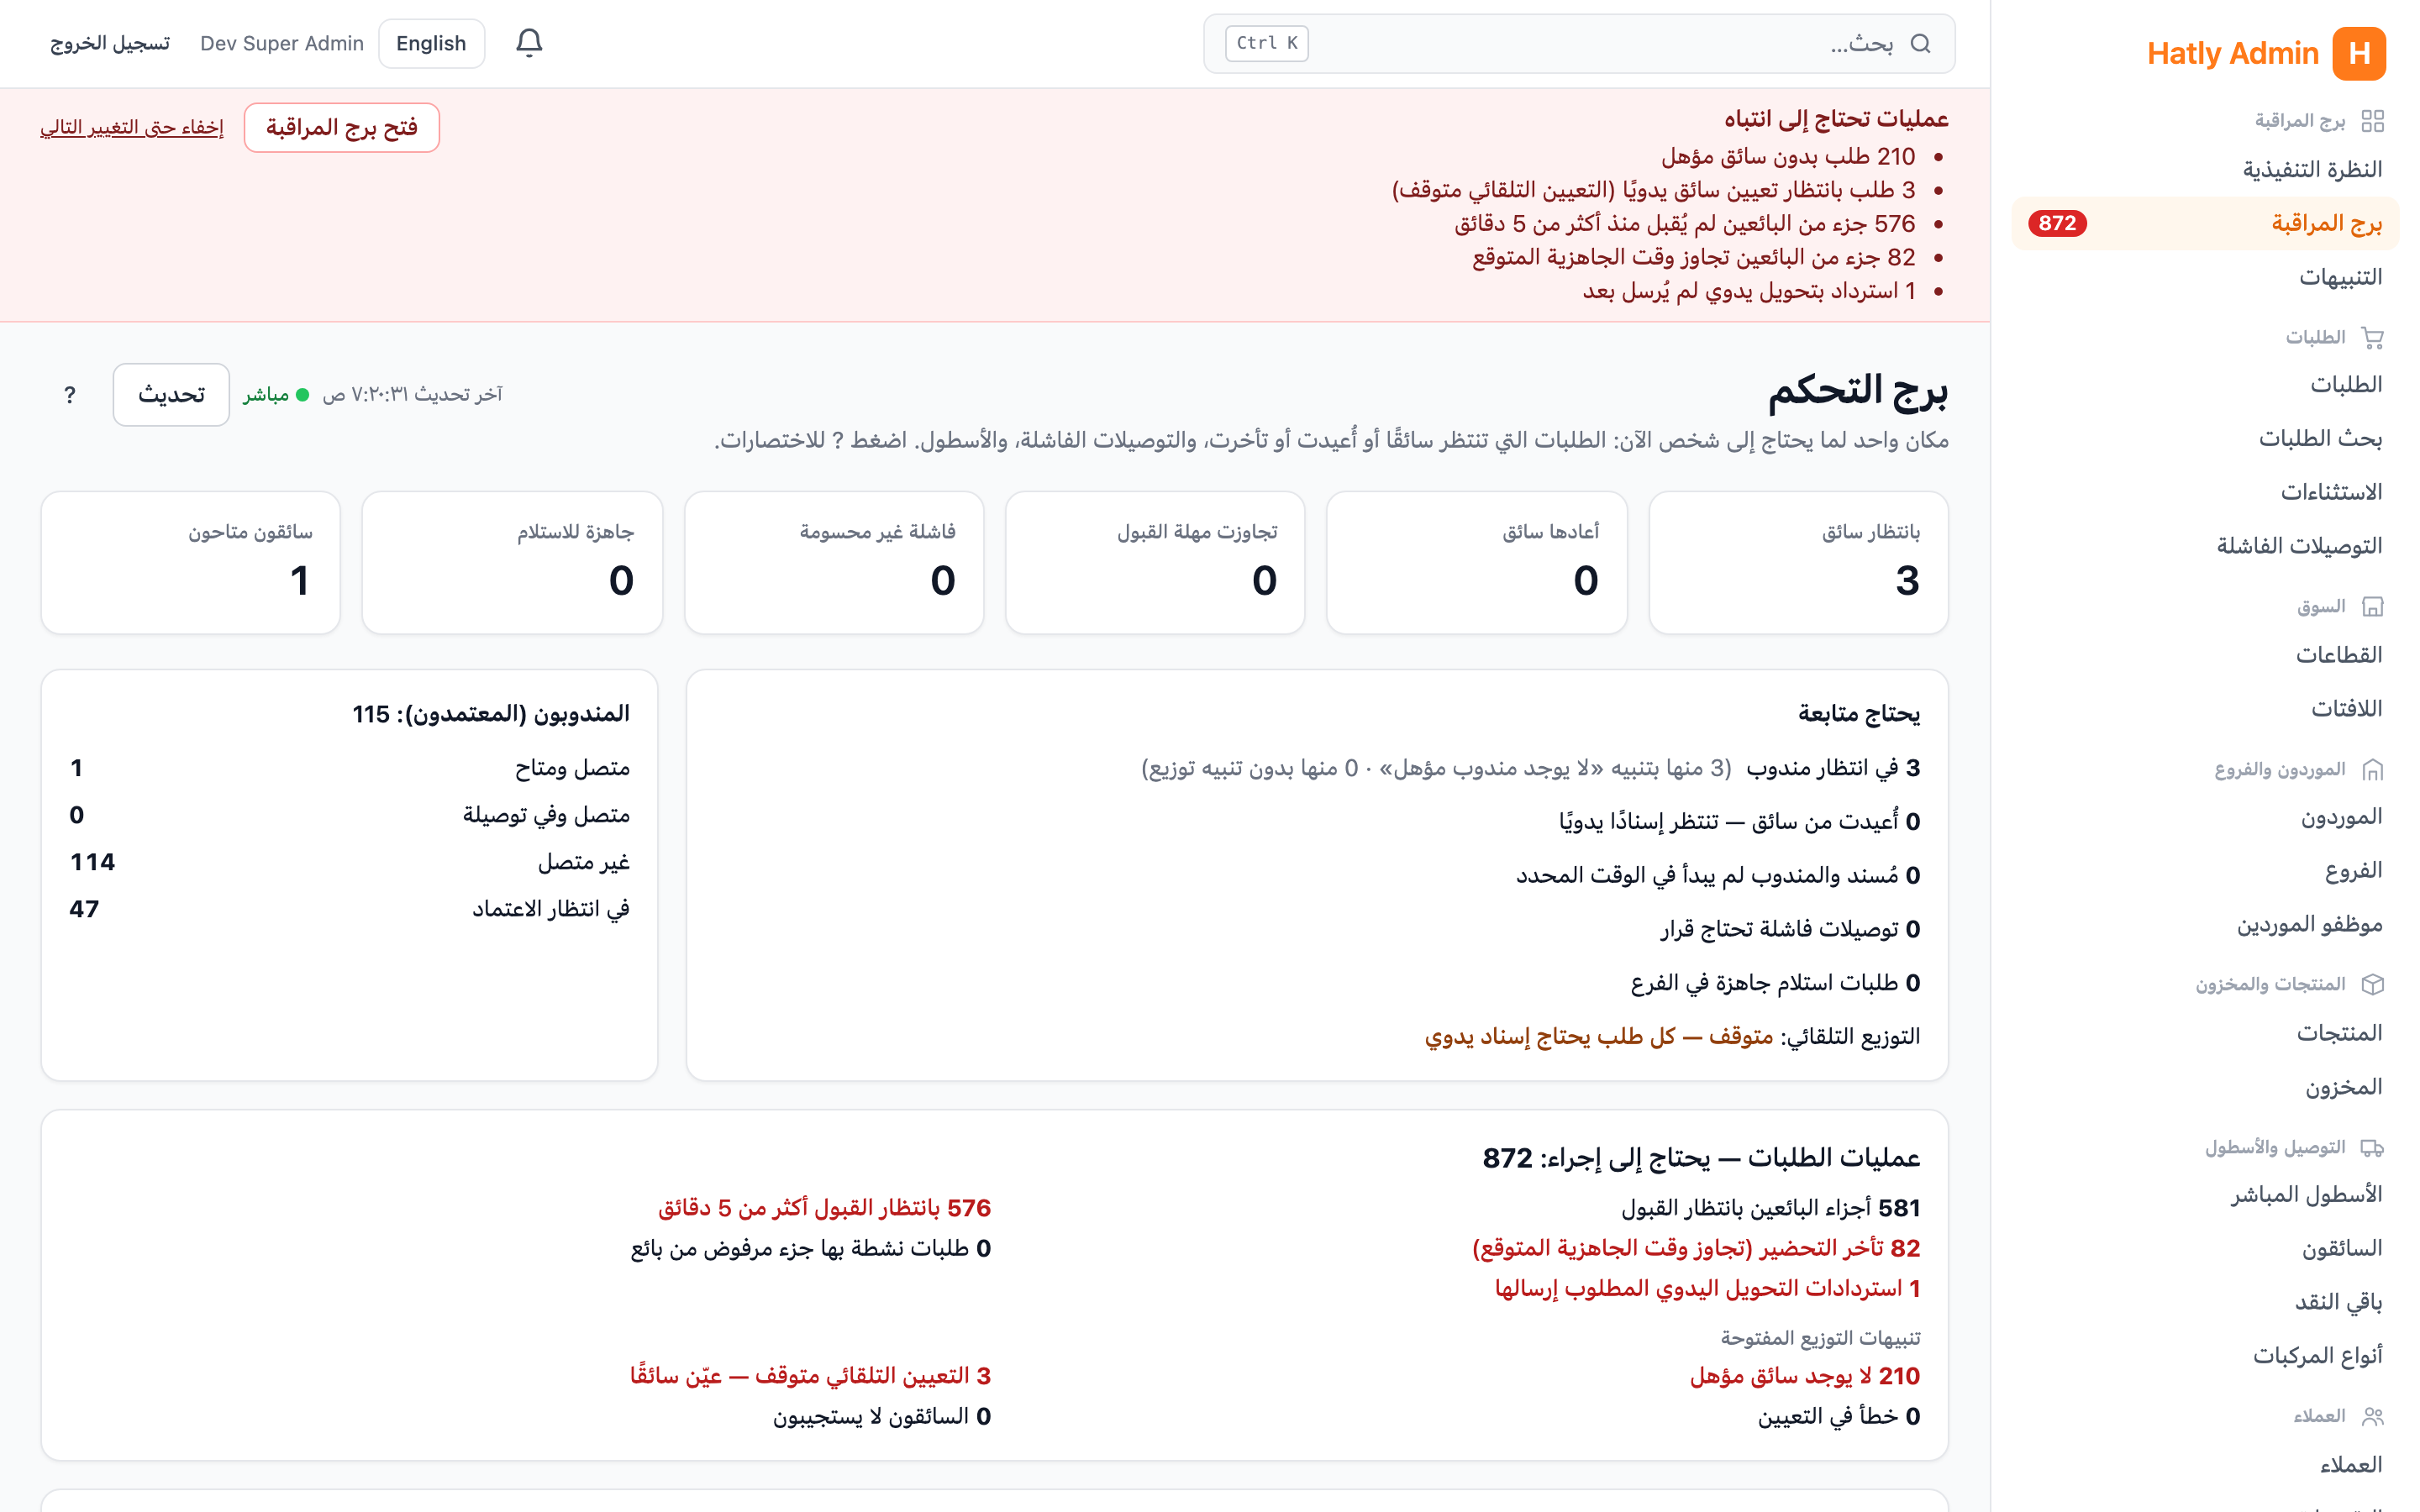 Hatly Admin
H
برج المراقبة
النظرة التنفيذية
برج المراقبة
872
التنبيهات
الطلبات
الطلبات
بحث الطلبات
الاستثناءات
التوصيلات الفاشلة
السوق
القطاعات
اللافتات
الموردون والفروع
الموردون
الفروع
موظفو الموردين
المنتجات والمخزون
المنتجات
المخزون
التوصيل والأسطول
الأسطول المباشر
السائقون
باقي النقد
أنواع المركبات
العملاء
العملاء
بحث...
Ctrl K
English
Dev Super Admin
تسجيل الخروج
عمليات تحتاج إلى انتباه
• 210 طلب بدون سائق مؤهل
• 3 طلب بانتظار تعيين سائق يدويًا (التعيين التلقائي متوقف)
• 576 جزء من البائعين لم يُقبل منذ أكثر من 5 دقائق
• 82 جزء من البائعين تجاوز وقت الجاهزية المتوقع
• 1 استرداد بتحويل يدوي لم يُرسل بعد
فتح برج المراقبة
إخفاء حتى التغيير التالي
برج التحكم
مكان واحد لما يحتاج إلى شخص الآن: الطلبات التي تنتظر سائقًا أو أُعيدت أو تأخرت، والتوصيلات الفاشلة، والأسطول. اضغط ? للاختصارات.
آخر تحديث ٧:٢٠:٣١ ص
مباشر
تحديث
?
بانتظار سائق
3
أعادها سائق
0
تجاوزت مهلة القبول
0
فاشلة غير محسومة
0
جاهزة للاستلام
0
سائقون متاحون
1
يحتاج متابعة
3 في انتظار مندوب (3 منها بتنبيه «لا يوجد مندوب مؤهل» · 0 منها بدون تنبيه توزيع)
0 أُعيدت من سائق — تنتظر إسنادًا يدويًا
0 مُسند والمندوب لم يبدأ في الوقت المحدد
0 توصيلات فاشلة تحتاج قرار
0 طلبات استلام جاهزة في الفرع
التوزيع التلقائي: متوقف — كل طلب يحتاج إسناد يدوي
المندوبون (المعتمدون): 115
متصل ومتاح 1
متصل وفي توصيلة 0
غير متصل 114
في انتظار الاعتماد 47
عمليات الطلبات — يحتاج إلى إجراء: 872
581 أجزاء البائعين بانتظار القبول
576 بانتظار القبول أكثر من 5 دقائق
82 تأخر التحضير (تجاوز وقت الجاهزية المتوقع)
0 طلبات نشطة بها جزء مرفوض من بائع
1 استردادات التحويل اليدوي المطلوب إرسالها
تنبيهات التوزيع المفتوحة
210 لا يوجد سائق مؤهل
3 التعيين التلقائي متوقف — عيّن سائقًا
0 خطأ في التعيين
0 السائقون لا يستجيبون